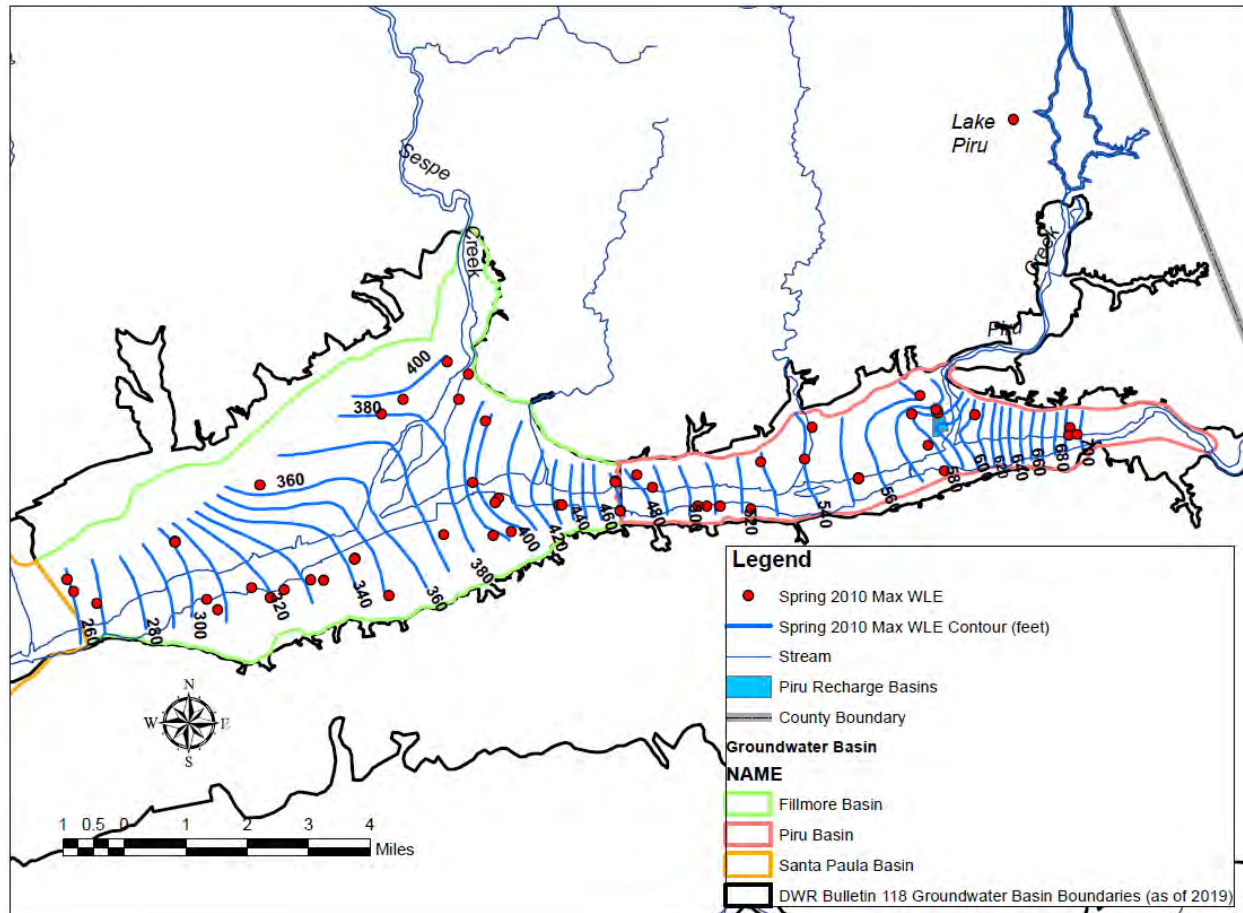 Sespe
Creek
Lake
Piru
Creek
Piru
400
380
360
260
280
300
320
340
360
380
400
420
440
460
480
500
520
540
560
580
600
620
640
660
680
700
N
W
E
S
1 0.5 0 1 2 3 4
Miles
Legend
Spring 2010 Max WLE
Spring 2010 Max WLE Contour (feet)
Stream
Piru Recharge Basins
County Boundary
Groundwater Basin
NAME
Fillmore Basin
Piru Basin
Santa Paula Basin
DWR Bulletin 118 Groundwater Basin Boundaries (as of 2019)